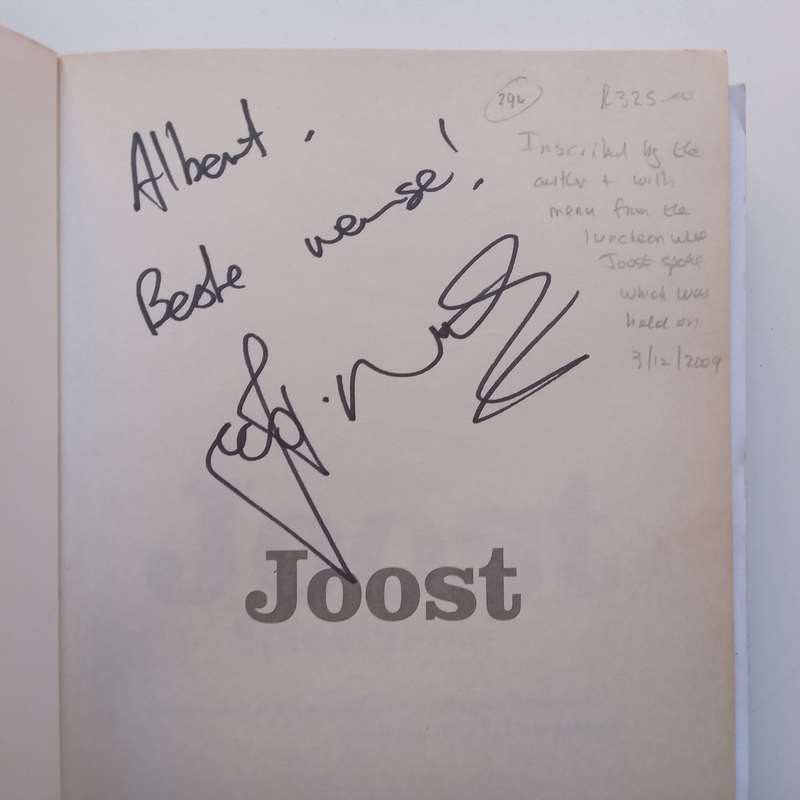 Albert.
Beste wense!
296 R325-00
Inscribed by the
author + with
menu from the
luncheon where
Joost spoke
which was
held on
3/12/2009
Joost